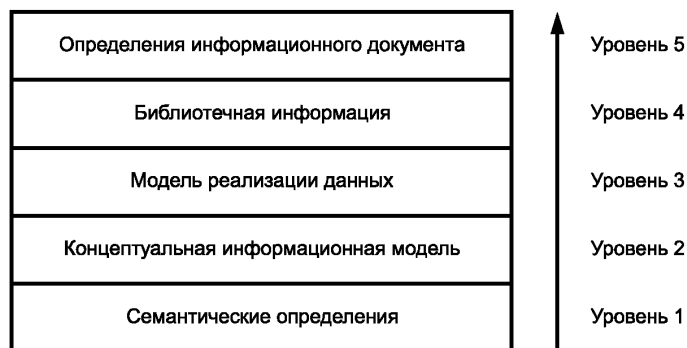 Определения информационного документа Уровень 5
Библиотечная информация Уровень 4
Модель реализации данных Уровень 3
Концептуальная информационная модель Уровень 2
Семантические определения Уровень 1